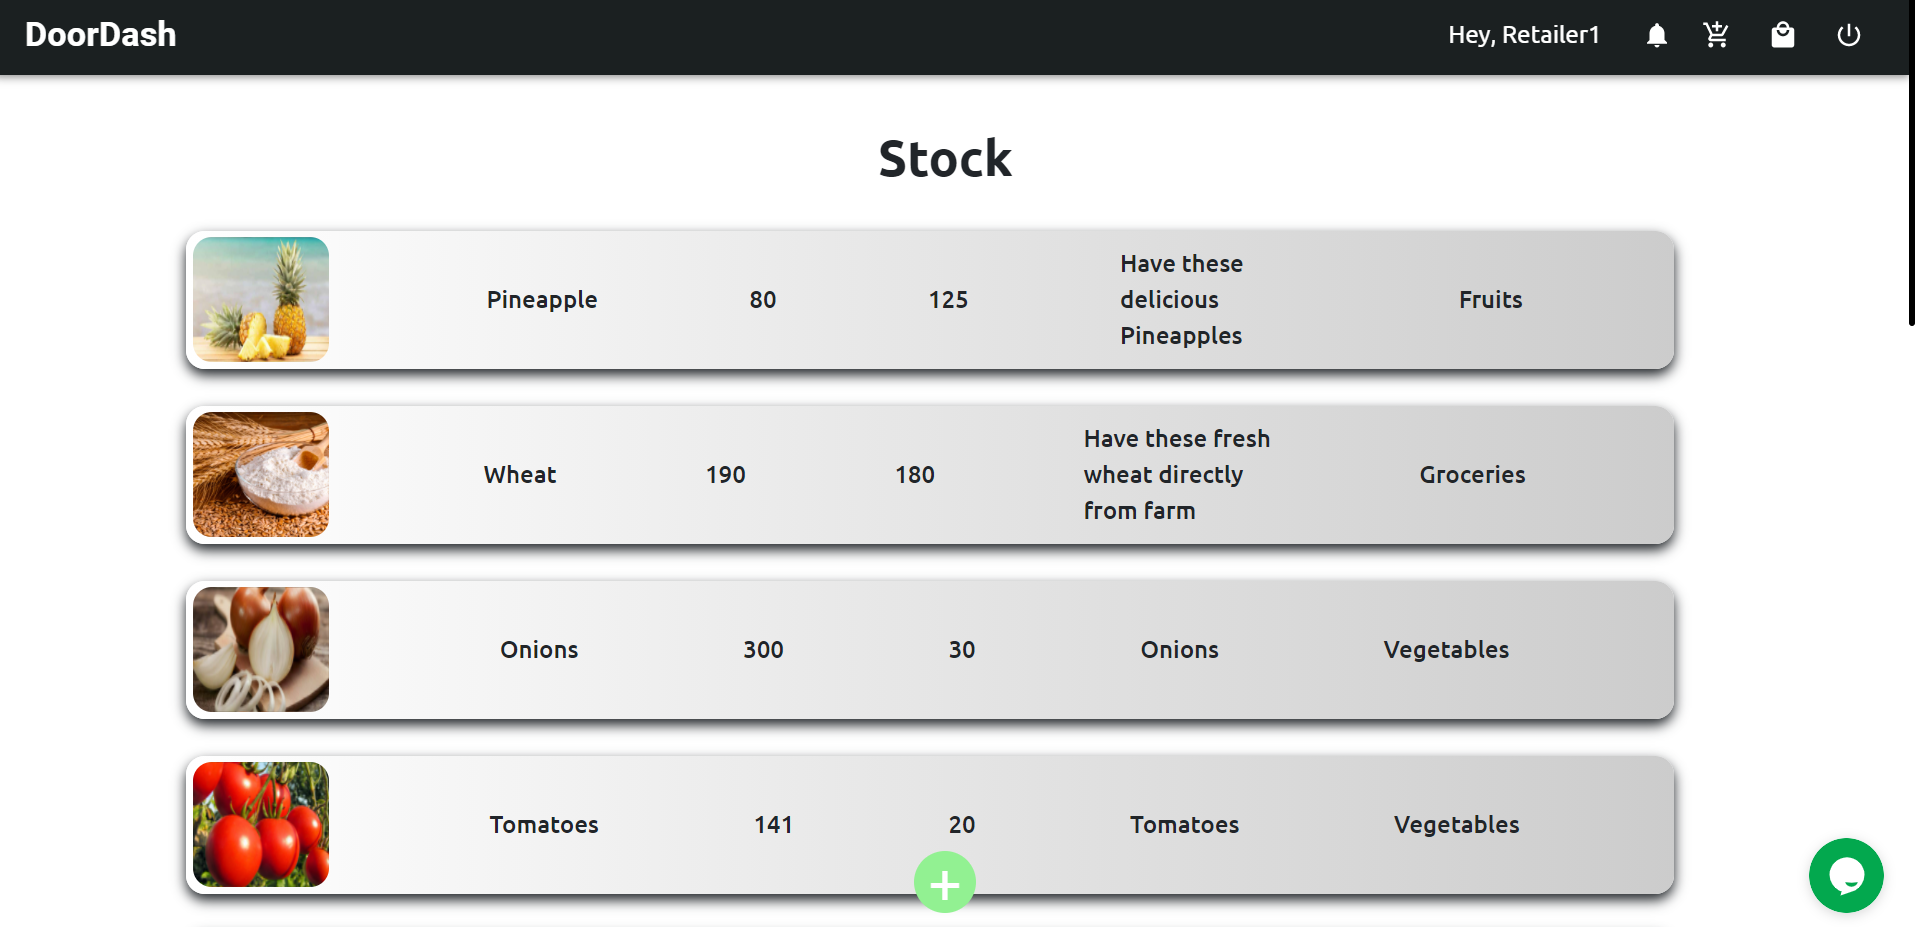 DoorDash
Hey, Retailer1
Stock
Pineapple
80
125
Have these
delicious
Pineapples
Fruits
Wheat
190
180
Have these fresh
wheat directly
from farm
Groceries
Onions
300
30
Onions
Vegetables
Tomatoes
141
20
Tomatoes
Vegetables